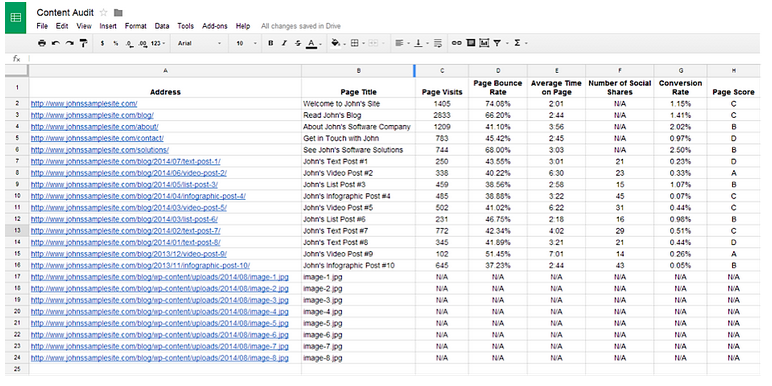 Content Audit
File Edit View Insert Format Data Tools Add-ons Help All changes saved in Drive
$ % .0 .00 123 Arial 10 B I S A Σ
fx
A B C D E F G H
1 Address Page Title Page Visits Page Bounce Rate Average Time on Page Number of Social Shares Conversion Rate Page Score
2 http://www.johnssamplesite.com/ Welcome to John's Site 1405 74.08% 2:01 N/A 1.15% C
3 http://www.johnssamplesite.com/blog/ Read John's Blog 2833 66.20% 2:44 N/A 1.41% C
4 http://www.johnssamplesite.com/about/ About John's Software Company 1209 41.10% 3:56 N/A 2.02% B
5 http://www.johnssamplesite.com/contact/ Get in Touch with John 783 45.42% 2:45 N/A 0.97% D
6 http://www.johnssamplesite.com/solutions/ See John's Software Solutions 744 68.00% 3:03 N/A 2.50% B
7 http://www.johnssamplesite.com/blog/2014/07/text-post-1/ John's Text Post #1 250 43.55% 3:01 21 0.23% D
8 http://www.johnssamplesite.com/blog/2014/06/video-post-2/ John's Video Post #2 338 40.22% 6:30 23 0.33% A
9 http://www.johnssamplesite.com/blog/2014/05/list-post-3/ John's List Post #3 459 38.56% 2:58 15 1.07% B
10 http://www.johnssamplesite.com/blog/2014/04/infographic-post-4/ John's Infographic Post #4 485 38.88% 3:22 45 0.07% C
11 http://www.johnssamplesite.com/blog/2014/03/video-post-5/ John's Video Post #5 502 41.02% 6:22 31 0.44% C
12 http://www.johnssamplesite.com/blog/2014/03/list-post-6/ John's List Post #6 231 46.75% 2:18 16 0.98% B
13 http://www.johnssamplesite.com/blog/2014/02/text-post-7/ John's Text Post #7 772 42.34% 4:02 29 0.51% C
14 http://www.johnssamplesite.com/blog/2014/01/text-post-8/ John's Text Post #8 345 41.89% 3:21 21 0.44% D
15 http://www.johnssamplesite.com/blog/2013/12/video-post-9/ John's Video Post #9 102 51.45% 7:01 14 0.26% A
16 http://www.johnssamplesite.com/blog/2013/11/infographic-post-10/ John's Infographic Post #10 645 37.23% 2:44 43 0.05% B
17 http://www.johnssamplesite.com/blog/wp-content/uploads/2014/08/image-1.jpg image-1.jpg N/A N/A N/A N/A N/A N/A
18 http://www.johnssamplesite.com/blog/wp-content/uploads/2014/08/image-2.jpg image-2.jpg N/A N/A N/A N/A N/A N/A
19 http://www.johnssamplesite.com/blog/wp-content/uploads/2014/08/image-3.jpg image-3.jpg N/A N/A N/A N/A N/A N/A
20 http://www.johnssamplesite.com/blog/wp-content/uploads/2014/08/image-4.jpg image-4.jpg N/A N/A N/A N/A N/A N/A
21 http://www.johnssamplesite.com/blog/wp-content/uploads/2014/08/image-5.jpg image-5.jpg N/A N/A N/A N/A N/A N/A
22 http://www.johnssamplesite.com/blog/wp-content/uploads/2014/08/image-6.jpg image-6.jpg N/A N/A N/A N/A N/A N/A
23 http://www.johnssamplesite.com/blog/wp-content/uploads/2014/08/image-7.jpg image-7.jpg N/A N/A N/A N/A N/A N/A
24 http://www.johnssamplesite.com/blog/wp-content/uploads/2014/08/image-8.jpg image-8.jpg N/A N/A N/A N/A N/A N/A
25